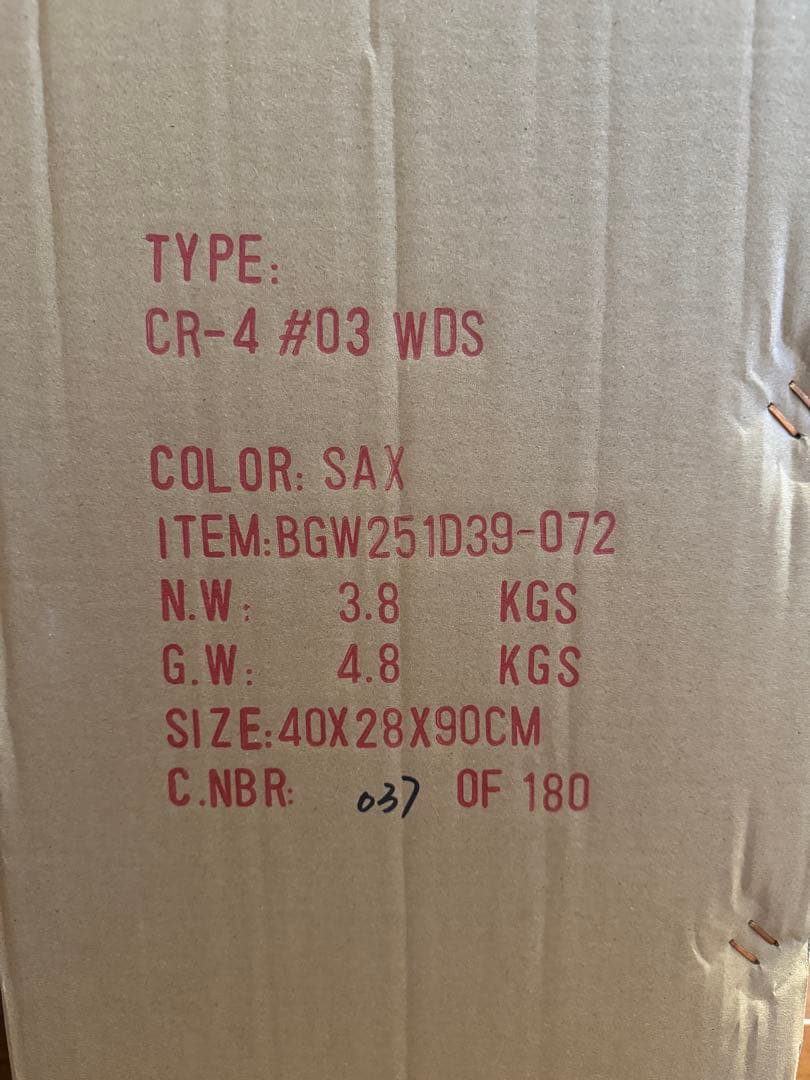 TYPE:
CR-4 #03 WDS
COLOR: SAX
ITEM:BGW251D39-072
N.W: 3.8 KGS
G.W: 4.8 KGS
SIZE:40X28X90CM
C.NBR: 037 OF 180